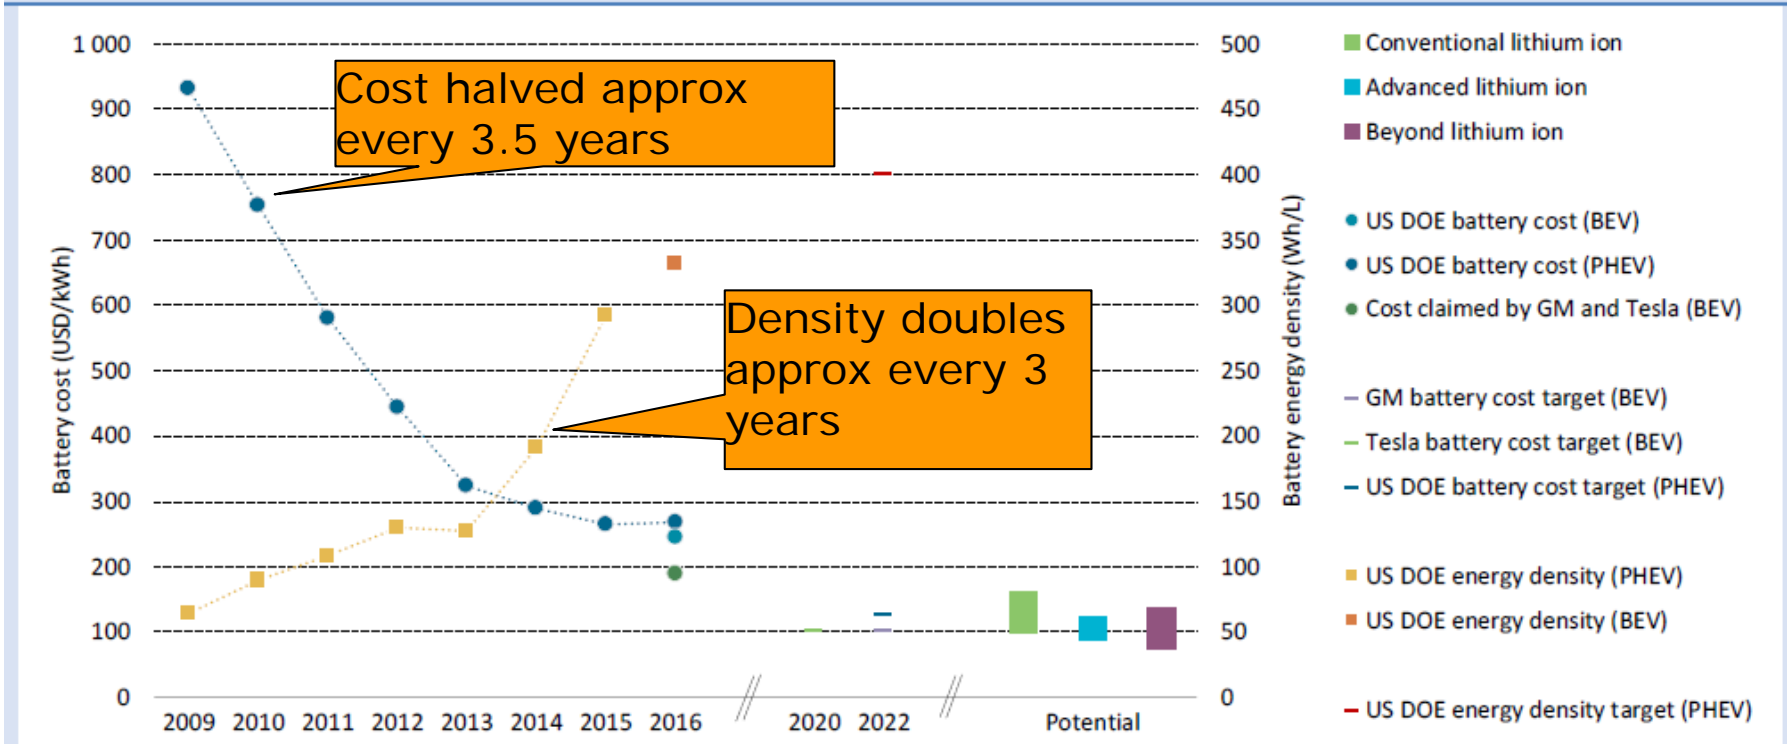 1 000
900
800
700
600
500
400
300
200
100
0
Battery cost (USD/kWh)
Cost halved approx
every 3.5 years
Density doubles
approx every 3
years
500
450
400
350
300
250
200
150
100
50
0
Battery energy density (Wh/L)
2009 2010 2011 2012 2013 2014 2015 2016 2020 2022 Potential
Conventional lithium ion
Advanced lithium ion
Beyond lithium ion
US DOE battery cost (BEV)
US DOE battery cost (PHEV)
Cost claimed by GM and Tesla (BEV)
GM battery cost target (BEV)
Tesla battery cost target (BEV)
US DOE battery cost target (PHEV)
US DOE energy density (PHEV)
US DOE energy density (BEV)
US DOE energy density target (PHEV)